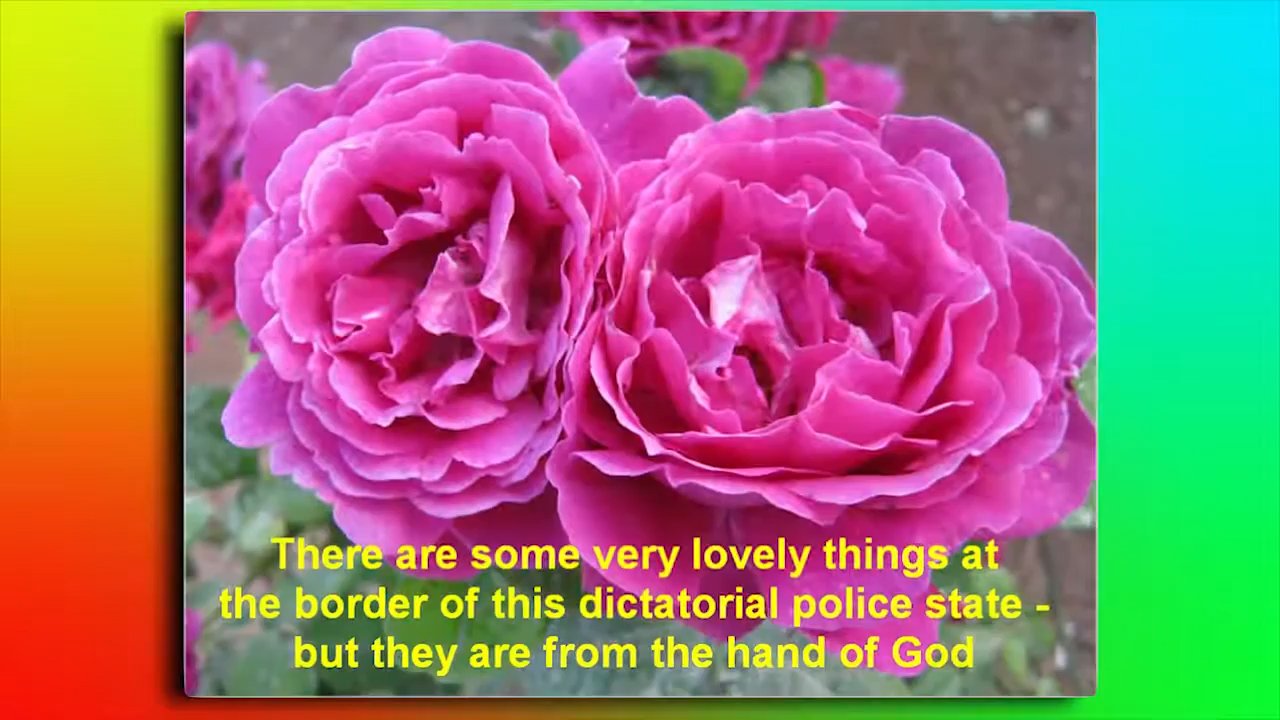 There are some very lovely things at
the border of this dictatorial police state -
but they are from the hand of God